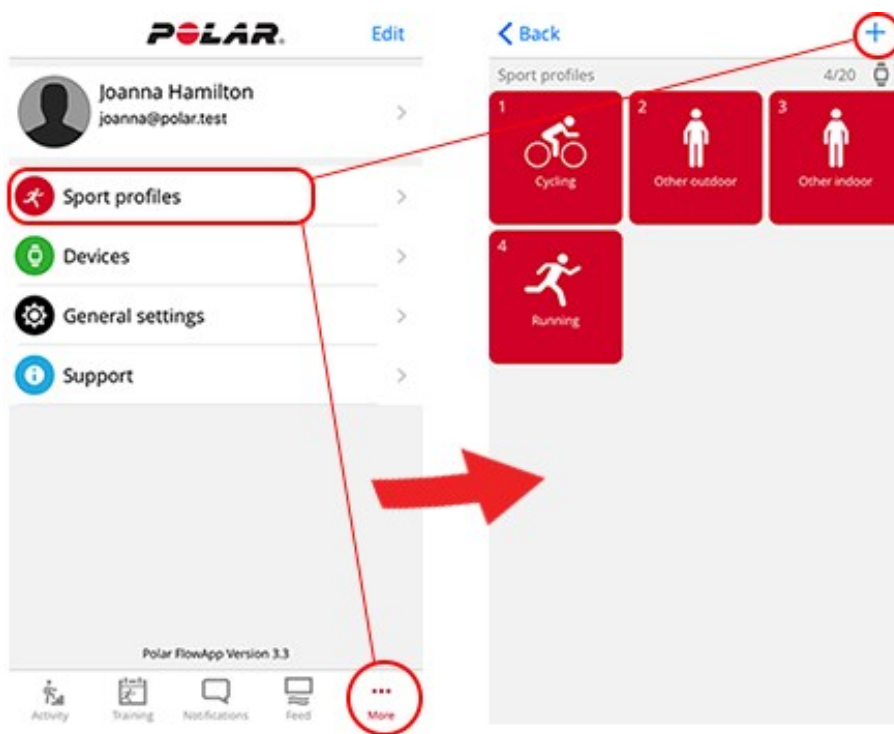 POLAR.
Edit
Joanna Hamilton
joanna@polar.test
Sport profiles
Devices
General settings
Support
Polar FlowApp Version 3.3
Activity
Training
Notifications
Feed
More
Back
+
Sport profiles
4/20
1
Cycling
2
Other outdoor
3
Other indoor
4
Running